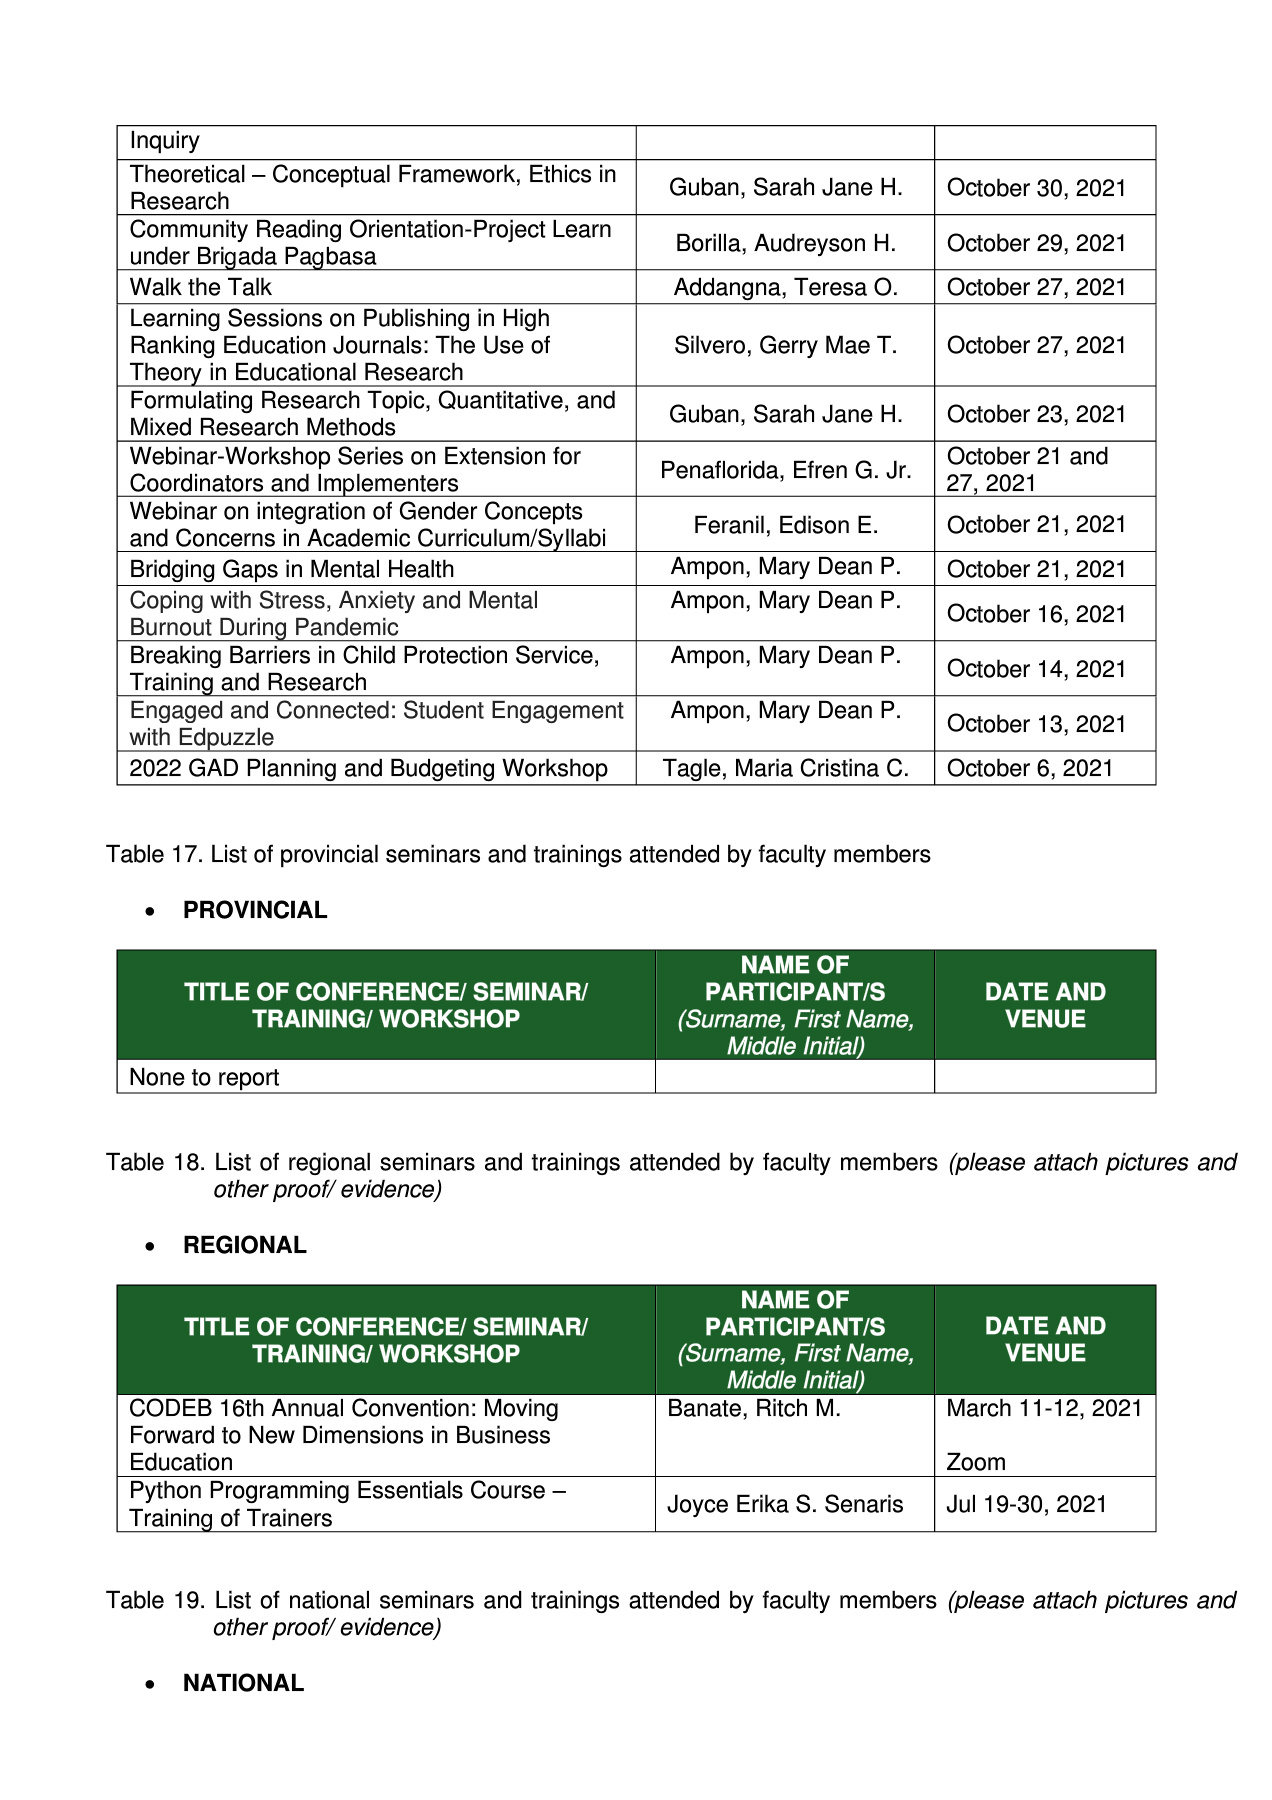 Inquiry
Theoretical – Conceptual Framework, Ethics in
Research
Guban, Sarah Jane H.
October 30, 2021
Community Reading Orientation-Project Learn
under Brigada Pagbasa
Borilla, Audreyson H.
October 29, 2021
Walk the Talk
Addangna, Teresa O.
October 27, 2021
Learning Sessions on Publishing in High
Ranking Education Journals: The Use of
Theory in Educational Research
Silvero, Gerry Mae T.
October 27, 2021
Formulating Research Topic, Quantitative, and
Mixed Research Methods
Guban, Sarah Jane H.
October 23, 2021
Webinar-Workshop Series on Extension for
Coordinators and Implementers
Penaflorida, Efren G. Jr.
October 21 and
27, 2021
Webinar on integration of Gender Concepts
and Concerns in Academic Curriculum/Syllabi
Feranil, Edison E.
October 21, 2021
Bridging Gaps in Mental Health
Ampon, Mary Dean P.
October 21, 2021
Coping with Stress, Anxiety and Mental
Burnout During Pandemic
Ampon, Mary Dean P.
October 16, 2021
Breaking Barriers in Child Protection Service,
Training and Research
Ampon, Mary Dean P.
October 14, 2021
Engaged and Connected: Student Engagement
with Edpuzzle
Ampon, Mary Dean P.
October 13, 2021
2022 GAD Planning and Budgeting Workshop
Tagle, Maria Cristina C.
October 6, 2021
Table 17. List of provincial seminars and trainings attended by faculty members
• PROVINCIAL
TITLE OF CONFERENCE/ SEMINAR/
TRAINING/ WORKSHOP
NAME OF
PARTICIPANT/S
(Surname, First Name,
Middle Initial)
DATE AND
VENUE
None to report
Table 18. List of regional seminars and trainings attended by faculty members (please attach pictures and
other proof/ evidence)
• REGIONAL
TITLE OF CONFERENCE/ SEMINAR/
TRAINING/ WORKSHOP
NAME OF
PARTICIPANT/S
(Surname, First Name,
Middle Initial)
DATE AND
VENUE
CODEB 16th Annual Convention: Moving
Forward to New Dimensions in Business
Education
Banate, Ritch M.
March 11-12, 2021
Zoom
Python Programming Essentials Course –
Training of Trainers
Joyce Erika S. Senaris
Jul 19-30, 2021
Table 19. List of national seminars and trainings attended by faculty members (please attach pictures and
other proof/ evidence)
• NATIONAL